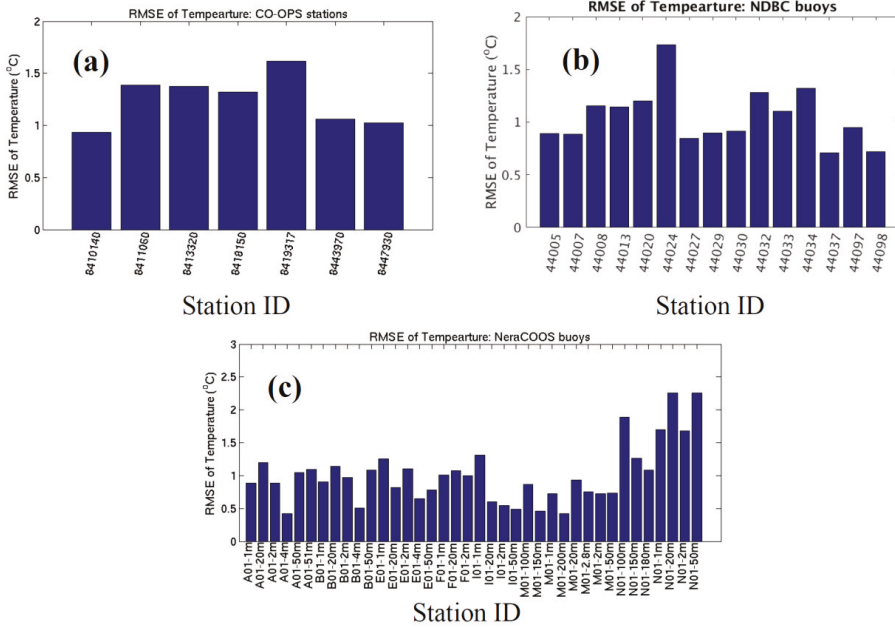 RMSE of Tempearture: CO-OPS stations
(a)
RMSE of Temperature (°C)
2
1.5
1
0.5
0
8410140
8411060
8413320
8418150
8419317
8443970
8447930
Station ID
RMSE of Tempearture: NDBC buoys
(b)
RMSE of Temperature (°C)
2
1.5
1
0.5
0
44005
44007
44008
44013
44020
44024
44027
44029
44030
44032
44033
44034
44037
44097
44098
Station ID
RMSE of Tempearture: NeraCOOS buoys
(c)
RMSE of Temperature (°C)
3
2.5
2
1.5
1
0.5
0
A01-1m
A01-20m
A01-2m
A01-4m
A01-50m
A01-51m
B01-1m
B01-20m
B01-2m
B01-4m
B01-50m
E01-1m
E01-20m
E01-2m
E01-4m
E01-50m
F01-1m
F01-20m
F01-2m
I01-1m
I01-20m
I01-2m
I01-50m
M01-100m
M01-150m
M01-1m
M01-200m
M01-20m
M01-2.8m
M01-2m
M01-50m
N01-100m
N01-150m
N01-180m
N01-1m
N01-20m
N01-2m
N01-50m
Station ID